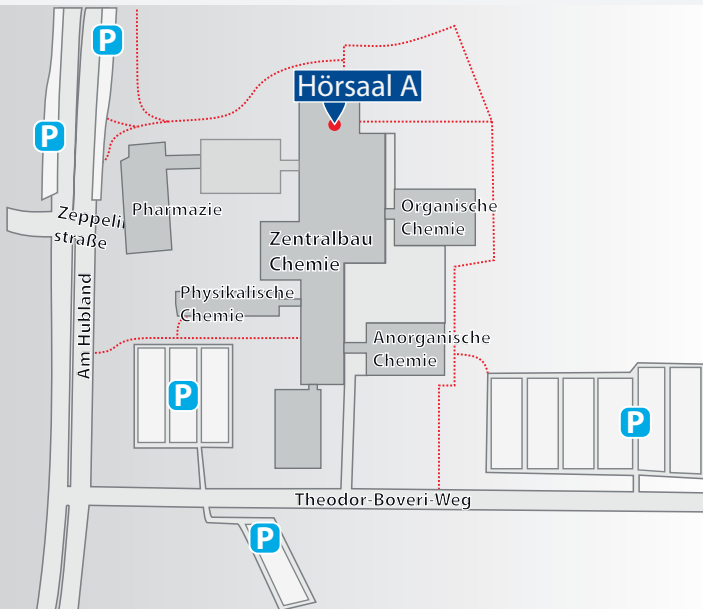 P
Hörsaal A
P
Pharmazie
Organische
Chemie
Zeppelin
straße
Zentralbau
Chemie
Am Hubland
Physikalische
Chemie
Anorganische
Chemie
P
P
Theodor-Boveri-Weg
P